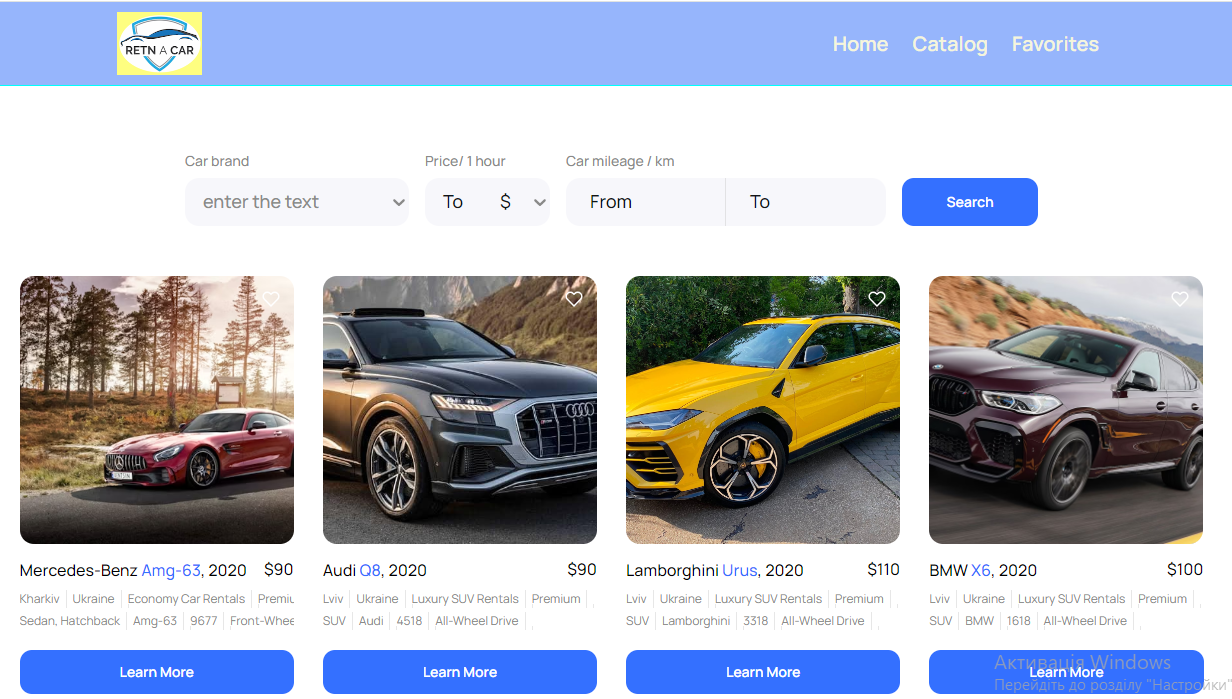 RETN A CAR
Home Catalog Favorites
Car brand Price/ 1 hour Car mileage / km
enter the text To $ From To Search
Mercedes-Benz Amg-63, 2020 $90
Kharkiv Ukraine Economy Car Rentals Premiu
Sedan, Hatchback Amg-63 9677 Front-Whee
Learn More
Audi Q8, 2020 $90
Lviv Ukraine Luxury SUV Rentals Premium
SUV Audi 4518 All-Wheel Drive
Learn More
Lamborghini Urus, 2020 $110
Lviv Ukraine Luxury SUV Rentals Premium
SUV Lamborghini 3318 All-Wheel Drive
Learn More
BMW X6, 2020 $100
Lviv Ukraine Luxury SUV Rentals Premium
SUV BMW 1618 All-Wheel Drive
Learn More
Активація Windows
Перейдіть до розділу "Настройки